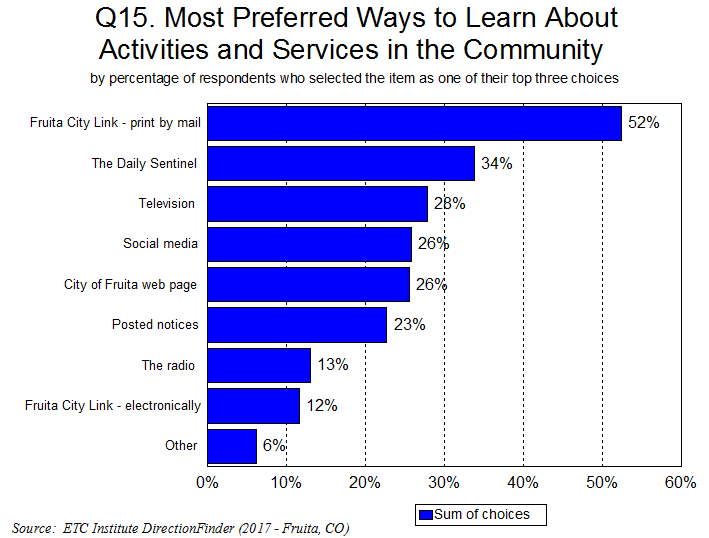 Q15. Most Preferred Ways to Learn About
Activities and Services in the Community
by percentage of respondents who selected the item as one of their top three choices
Fruita City Link - print by mail 52%
The Daily Sentinel 34%
Television 28%
Social media 26%
City of Fruita web page 26%
Posted notices 23%
The radio 13%
Fruita City Link - electronically 12%
Other 6%
0% 10% 20% 30% 40% 50% 60%
Sum of choices
Source: ETC Institute DirectionFinder (2017 - Fruita, CO)